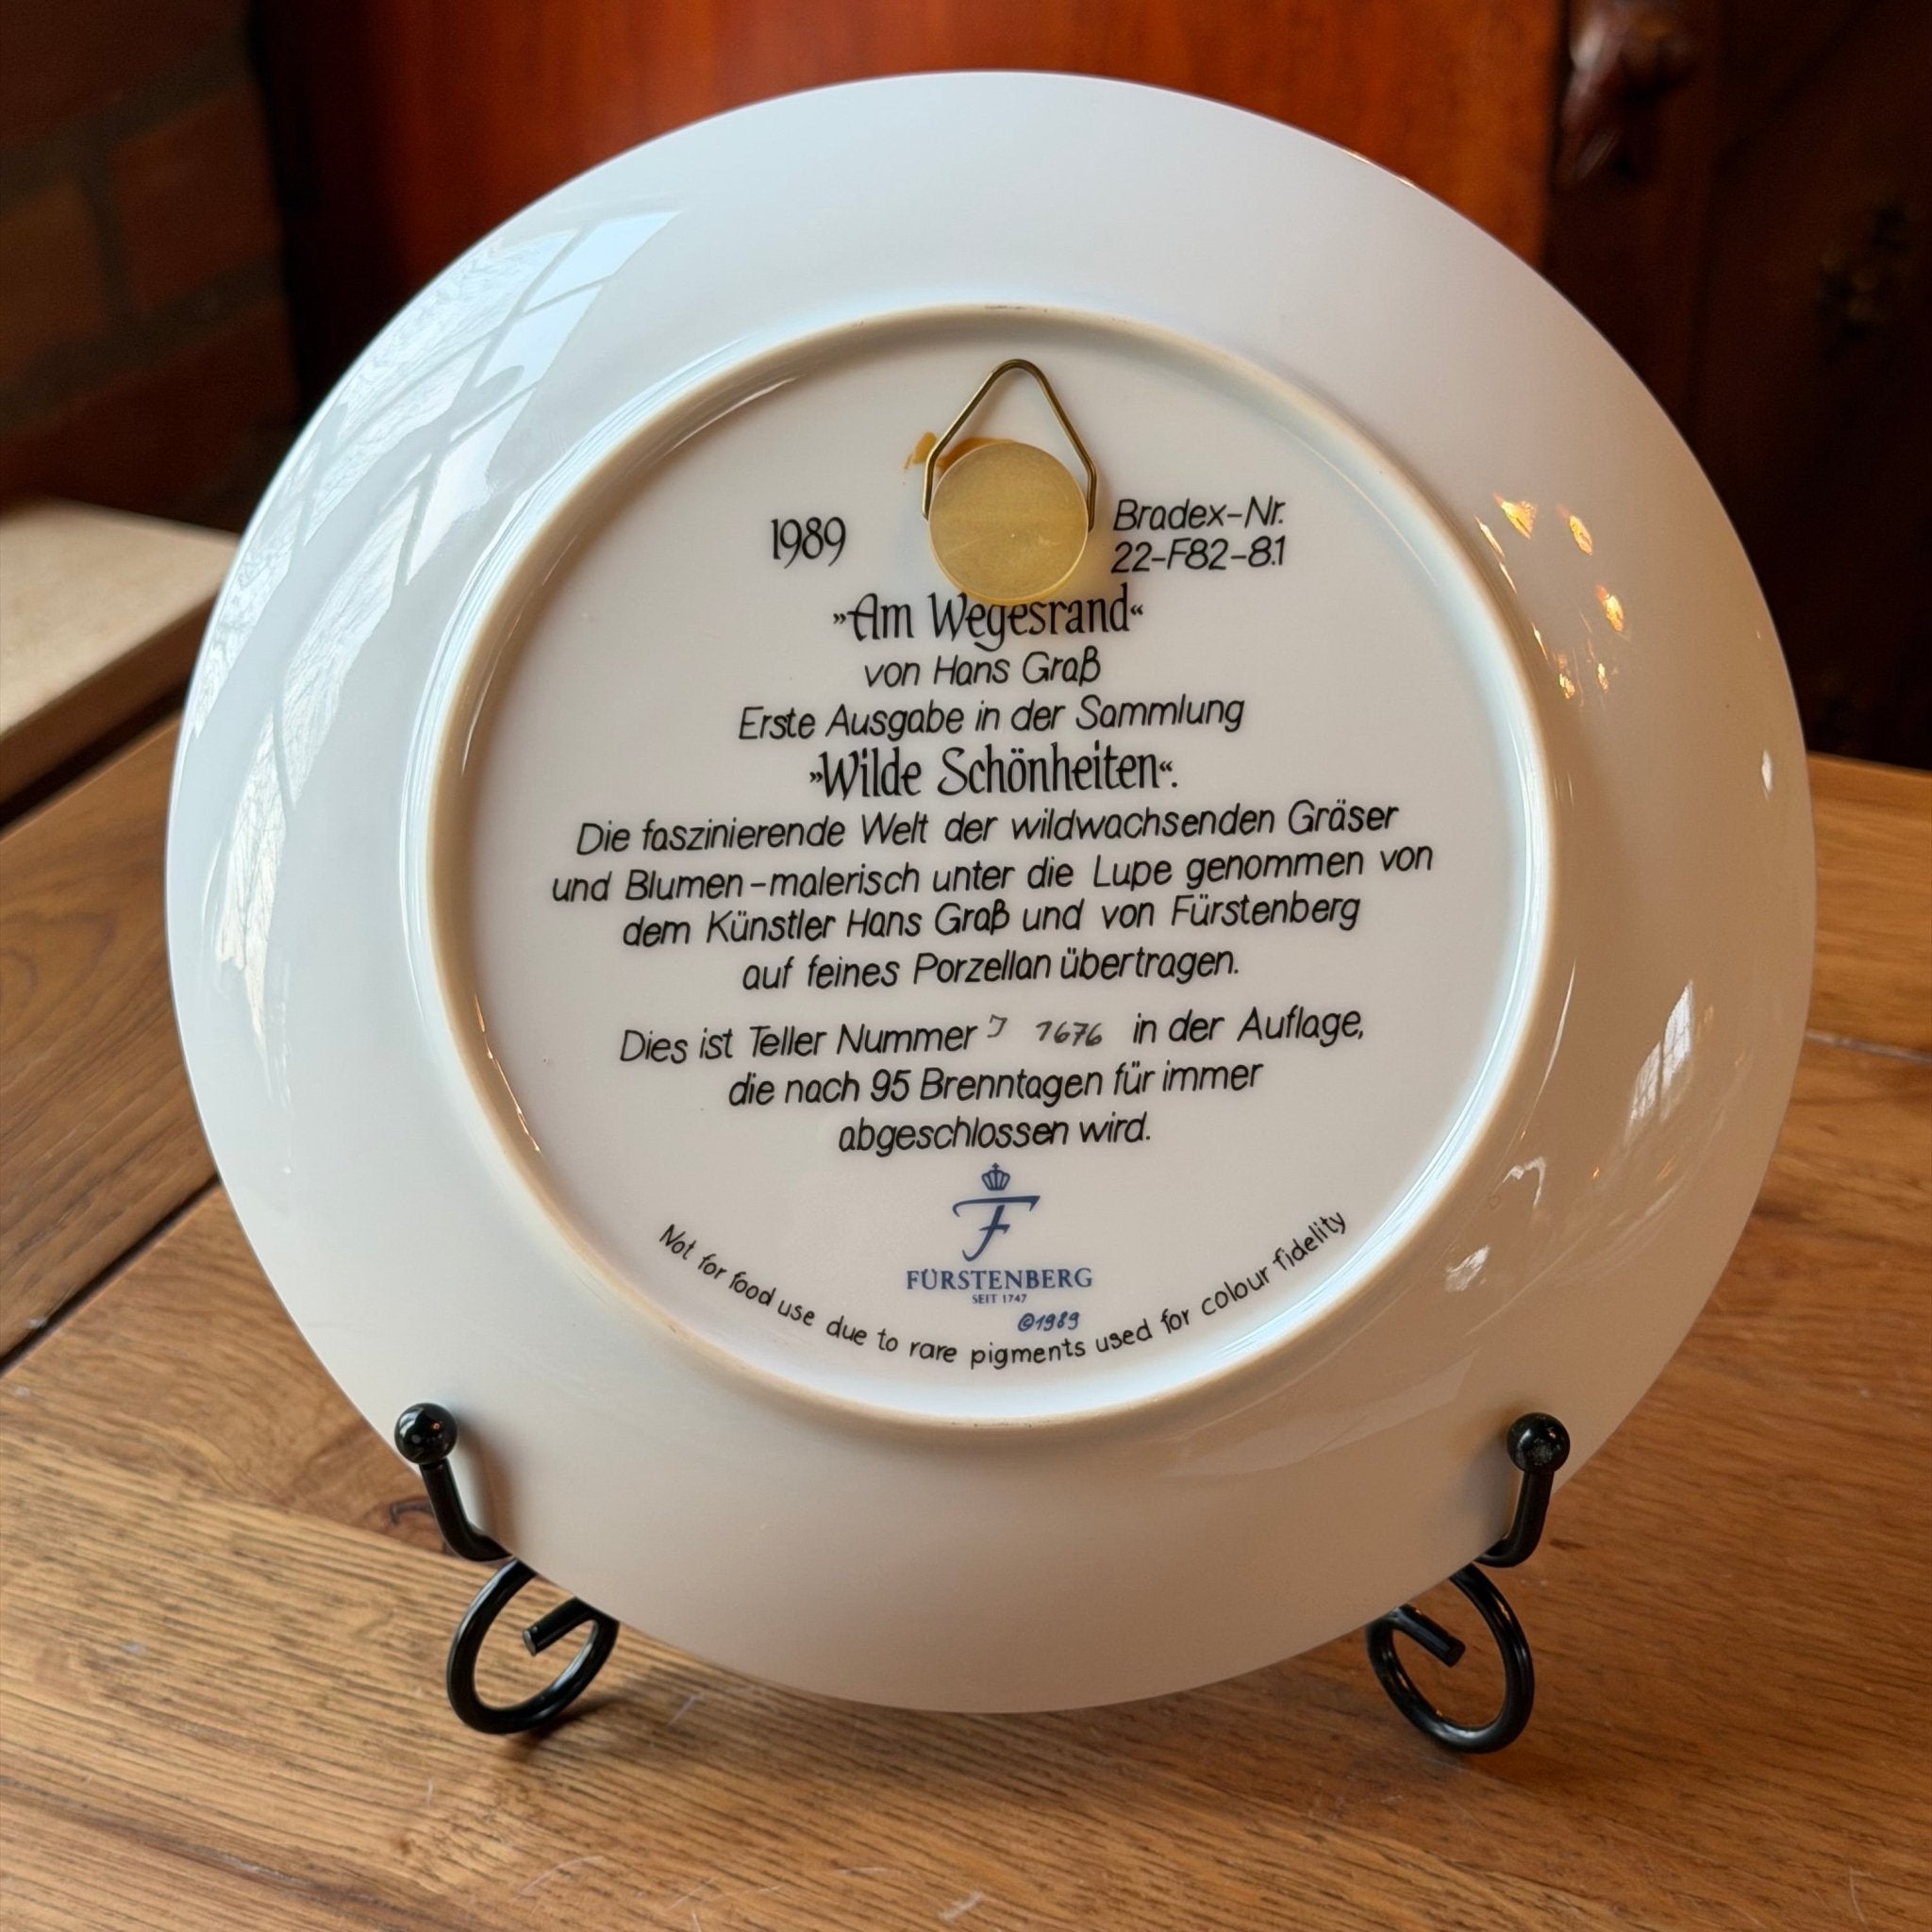 1989
Bradex-Nr.
22-F82-8.1
»Am Wegesrand«
von Hans Graß
Erste Ausgabe in der Sammlung
»Wilde Schönheiten«.
Die faszinierende Welt der wildwachsenden Gräser
und Blumen-malerisch unter die Lupe genommen von
dem Künstler Hans Graß und von Fürstenberg
auf feines Porzellan übertragen.
Dies ist Teller Nummer J 1676 in der Auflage,
die nach 95 Brenntagen für immer
abgeschlossen wird.
F
FÜRSTENBERG
SEIT 1747
©1989
Not for food use due to rare pigments used for colour fidelity